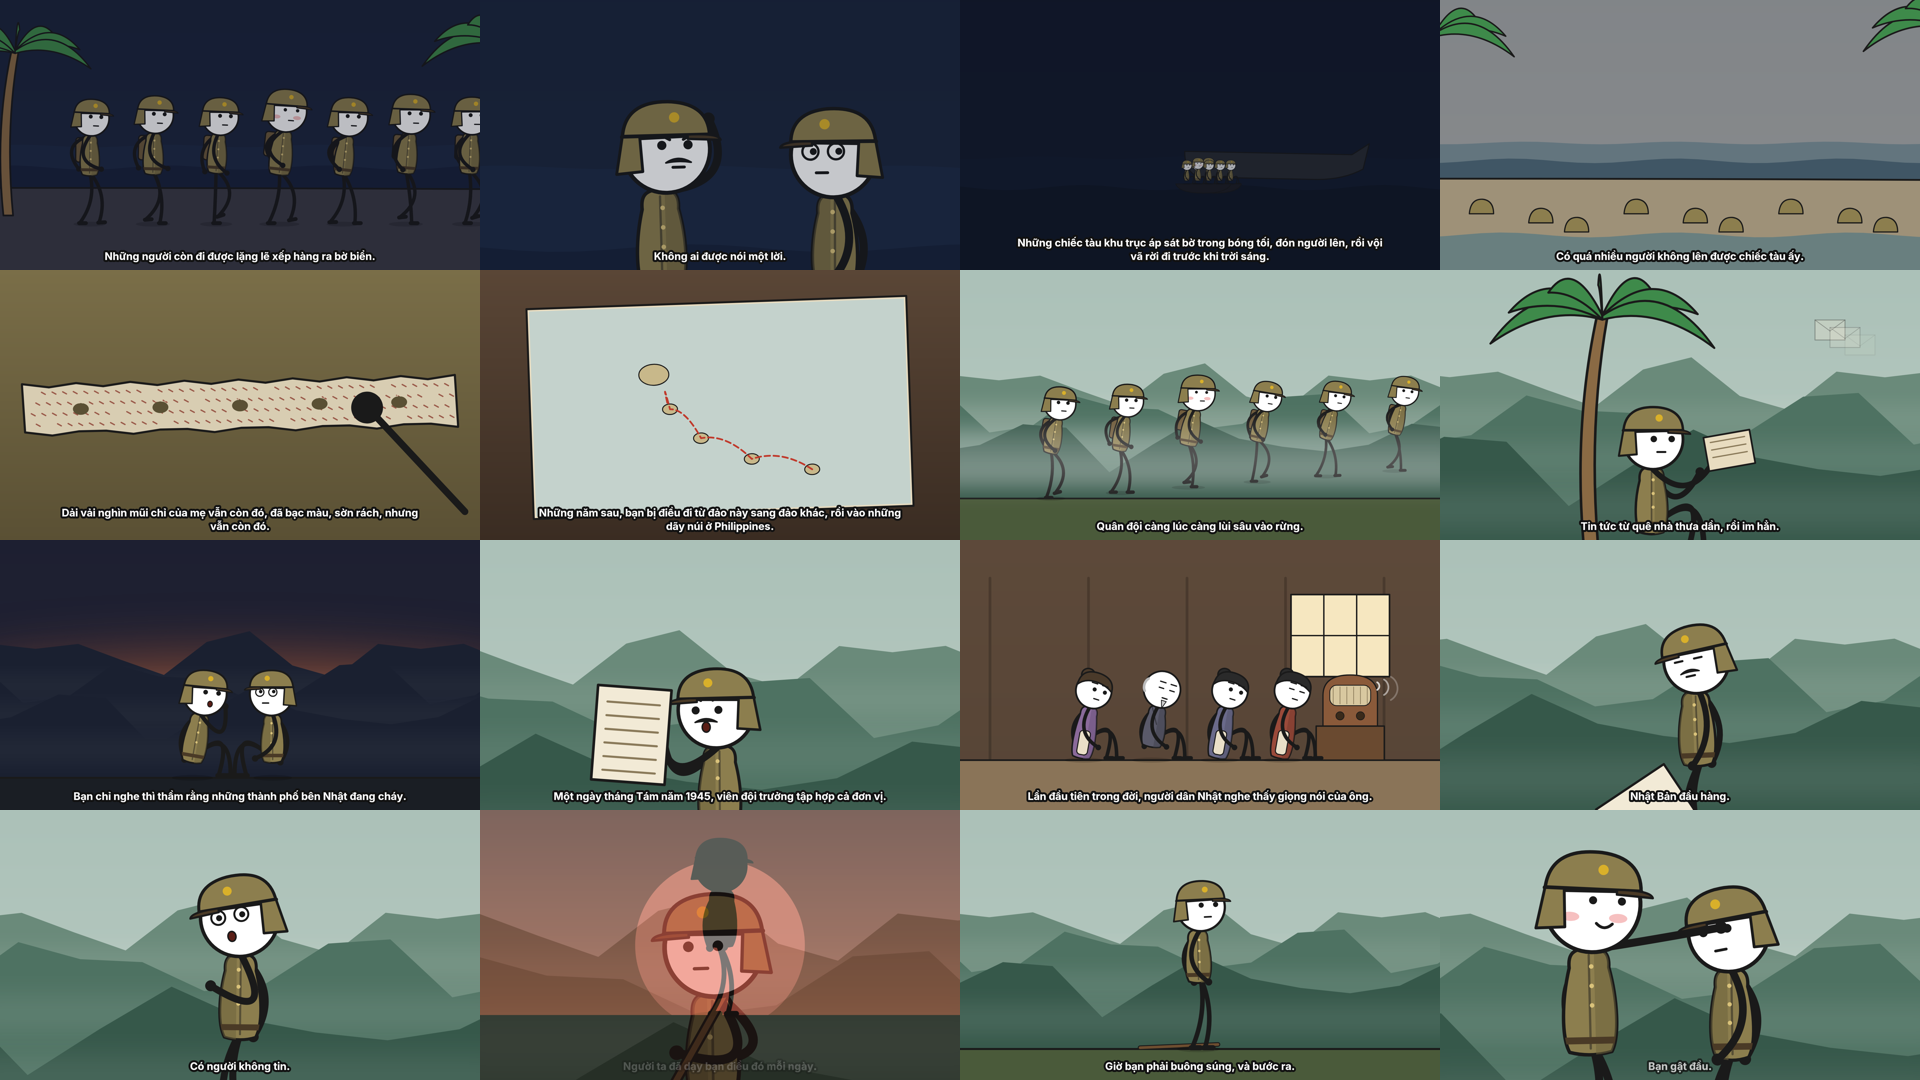 Những người còn đi được lặng lẽ xếp hàng ra bờ biển.
Không ai được nói một lời.
Những chiếc tàu khu trục áp sát bờ trong bóng tối, đón người lên, rồi vội
vã rời đi trước khi trời sáng.
Có quá nhiều người không lên được chiếc tàu ấy.
Dải vải nghìn mũi chỉ của mẹ vẫn còn đó, đã bạc màu, sờn rách, nhưng
vẫn còn đó.
Những năm sau, bạn bị điều đi từ đảo này sang đảo khác, rồi vào những
dãy núi ở Philippines.
Quân đội càng lúc càng lùi sâu vào rừng.
Tin tức từ quê nhà thưa dần, rồi im hẳn.
Bạn chỉ nghe thì thầm rằng những thành phố bên Nhật đang cháy.
Một ngày tháng Tám năm 1945, viên đội trưởng tập hợp cả đơn vị.
Lần đầu tiên trong đời, người dân Nhật nghe thấy giọng nói của ông.
Nhật Bản đầu hàng.
Có người không tin.
Người ta đã dạy bạn điều đó mỗi ngày.
Giờ bạn phải buông súng, và bước ra.
Bạn gật đầu.